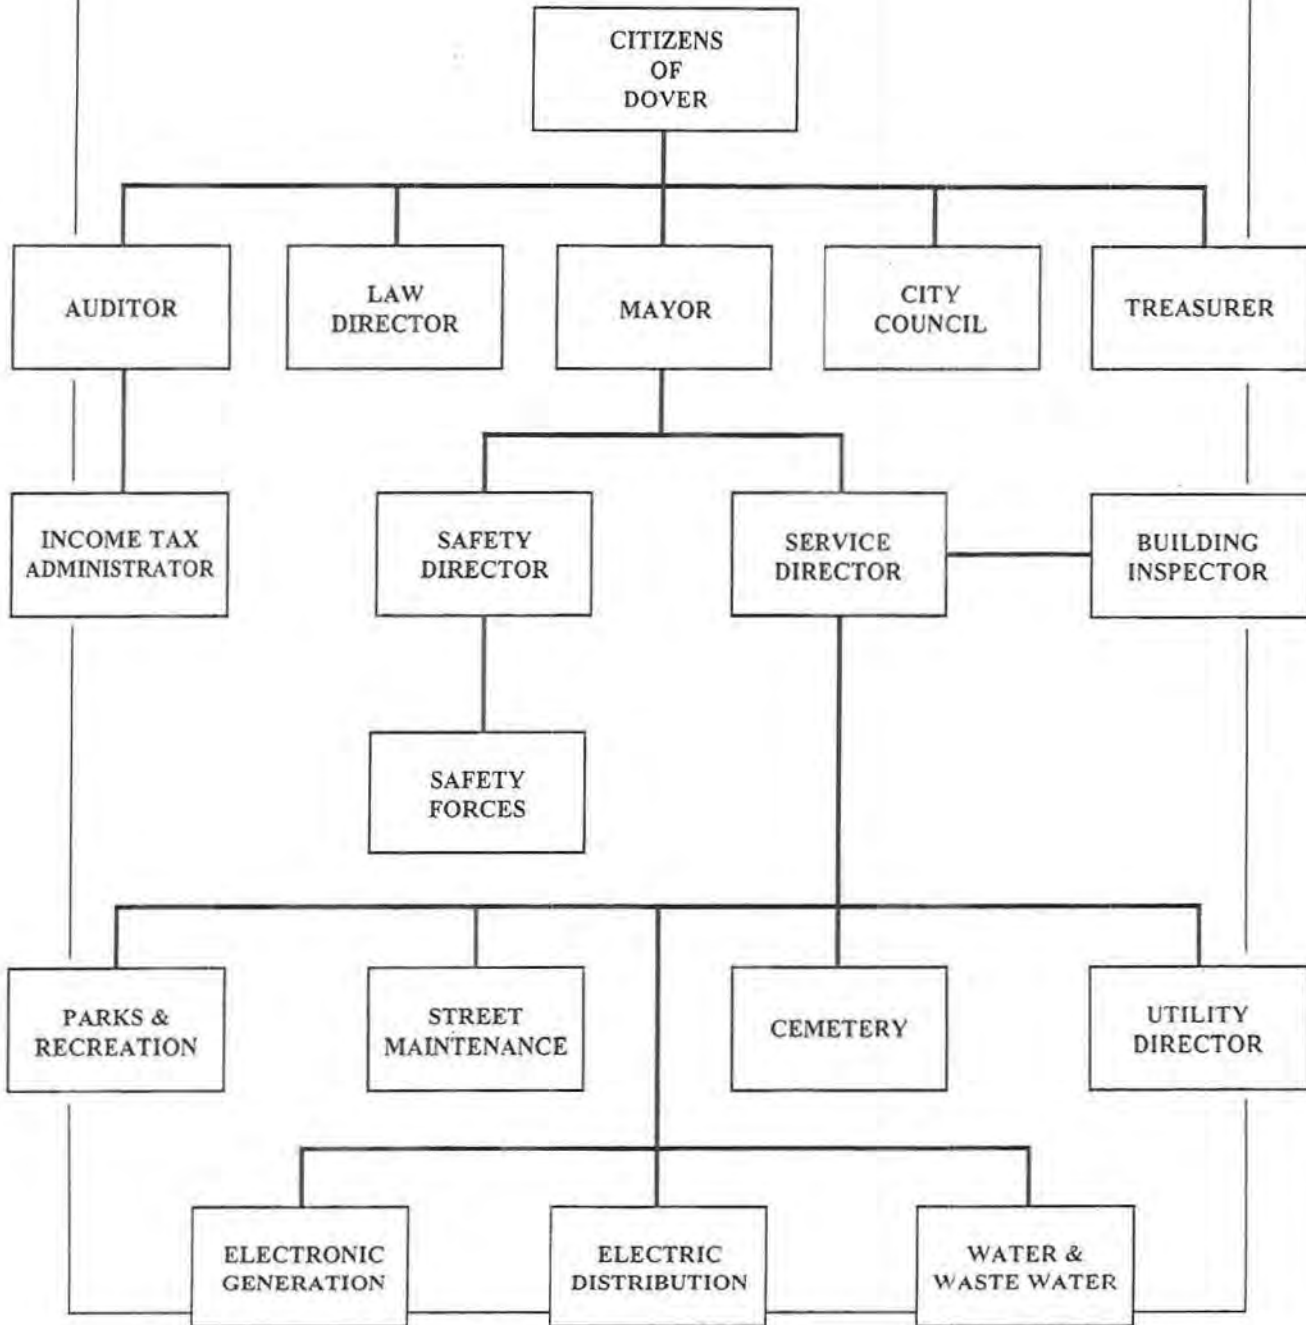 CITIZENS
OF
DOVER
AUDITOR
LAW
DIRECTOR
MAYOR
CITY
COUNCIL
TREASURER
INCOME TAX
ADMINISTRATOR
SAFETY
DIRECTOR
SERVICE
DIRECTOR
BUILDING
INSPECTOR
SAFETY
FORCES
PARKS &
RECREATION
STREET
MAINTENANCE
CEMETERY
UTILITY
DIRECTOR
ELECTRONIC
GENERATION
ELECTRIC
DISTRIBUTION
WATER &
WASTE WATER